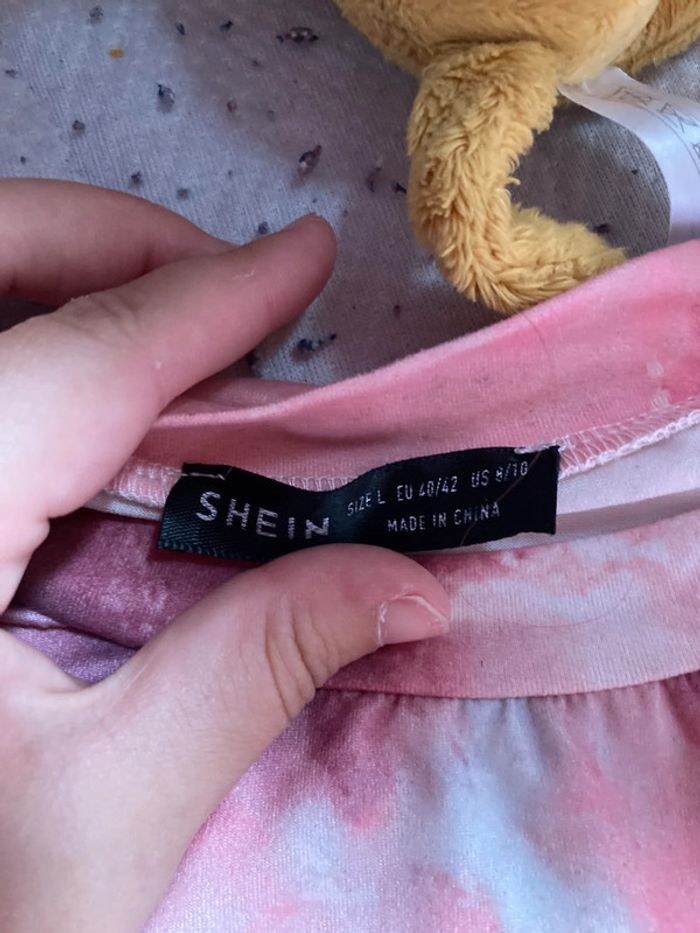 SHEIN
SIZE L EU 40/42 US 8/10
MADE IN CHINA